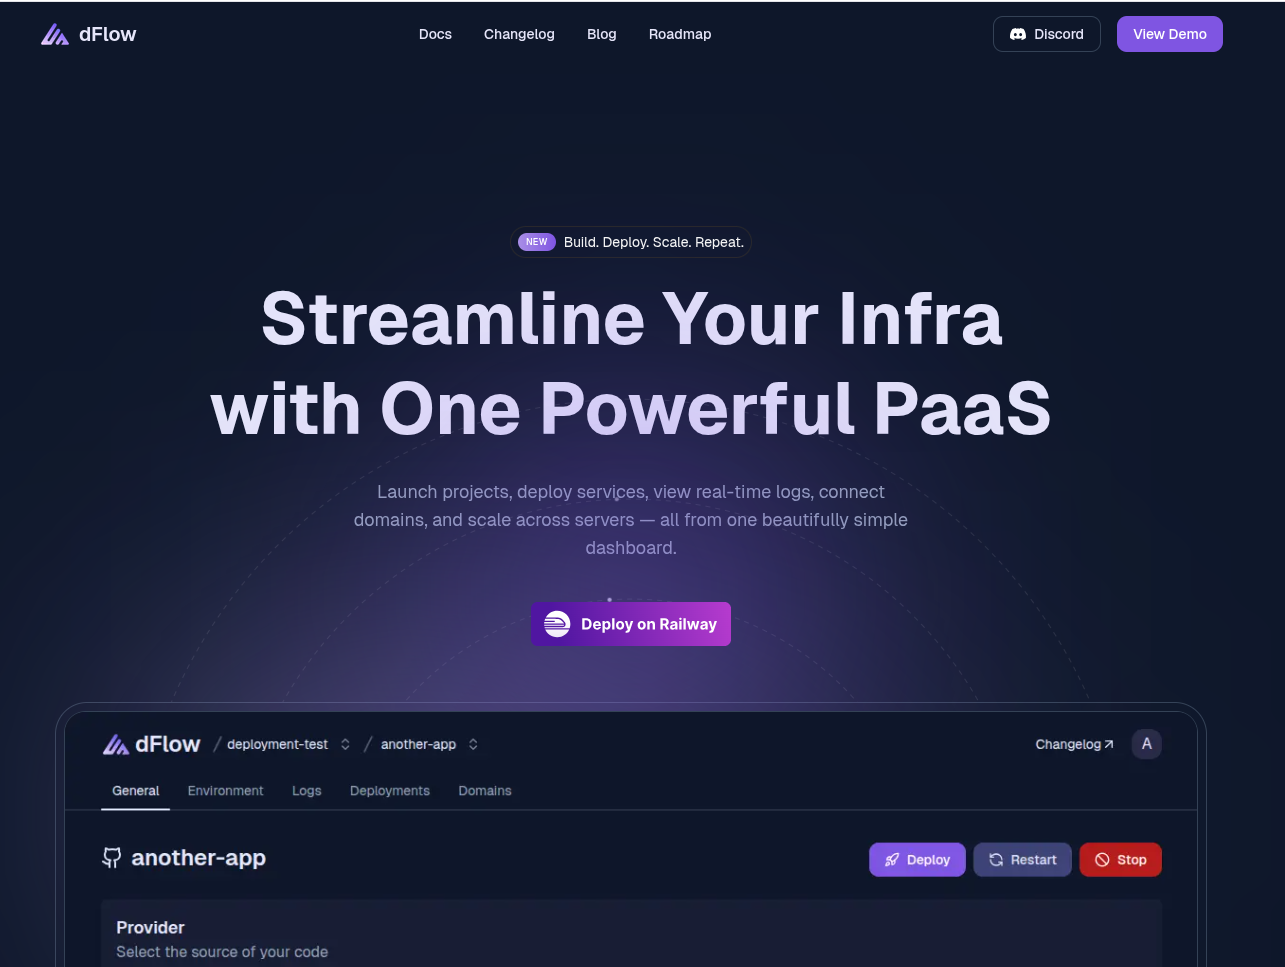 dFlow
Docs Changelog Blog Roadmap
Discord
View Demo
NEW Build. Deploy. Scale. Repeat.
Streamline Your Infra
with One Powerful PaaS
Launch projects, deploy services, view real-time logs, connect
domains, and scale across servers — all from one beautifully simple
dashboard.
Deploy on Railway
dFlow / deployment-test / another-app
Changelog
A
General Environment Logs Deployments Domains
another-app
Deploy
Restart
Stop
Provider
Select the source of your code